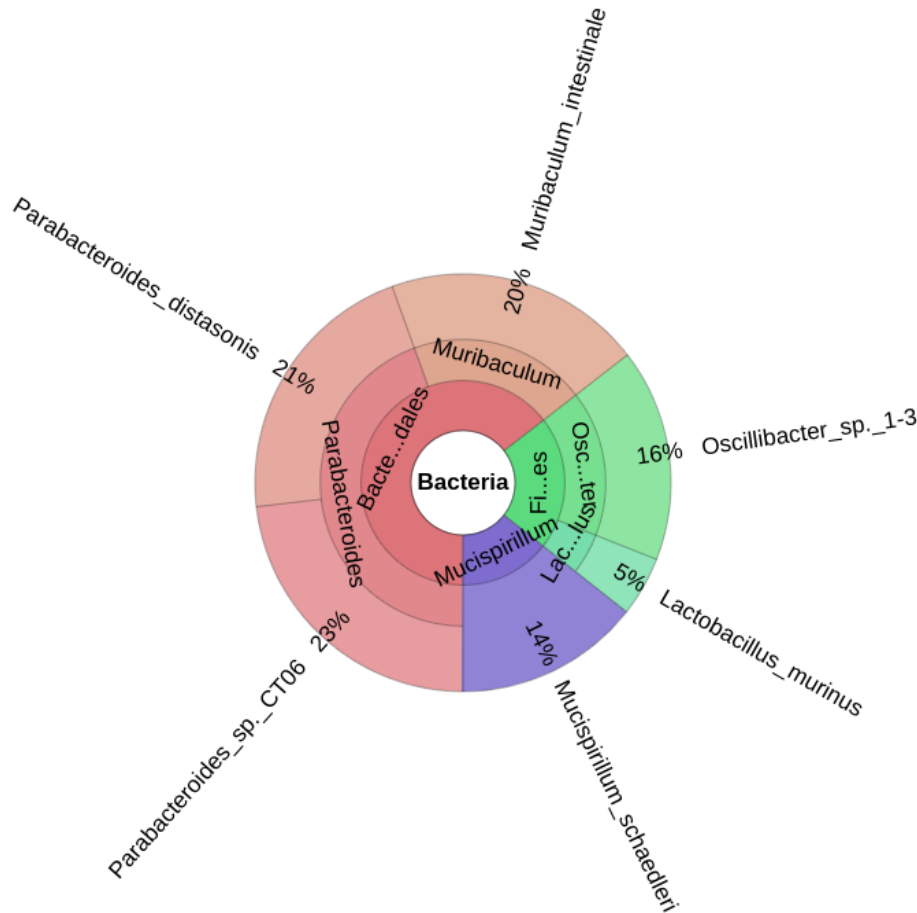 Muribaculum_intestinale
20%
Parabacteroides_distasonis
21%
Muribaculum
Oscillibacter_sp._1-3
16%
Osc...ter
Bacte...dales
Parabacteroides
Bacteria
Fi...es
Mucispirillum
Lac...lus
5%
Lactobacillus_murinus
14%
Mucispirillum_schaedleri
23%
Parabacteroides_sp._CT06